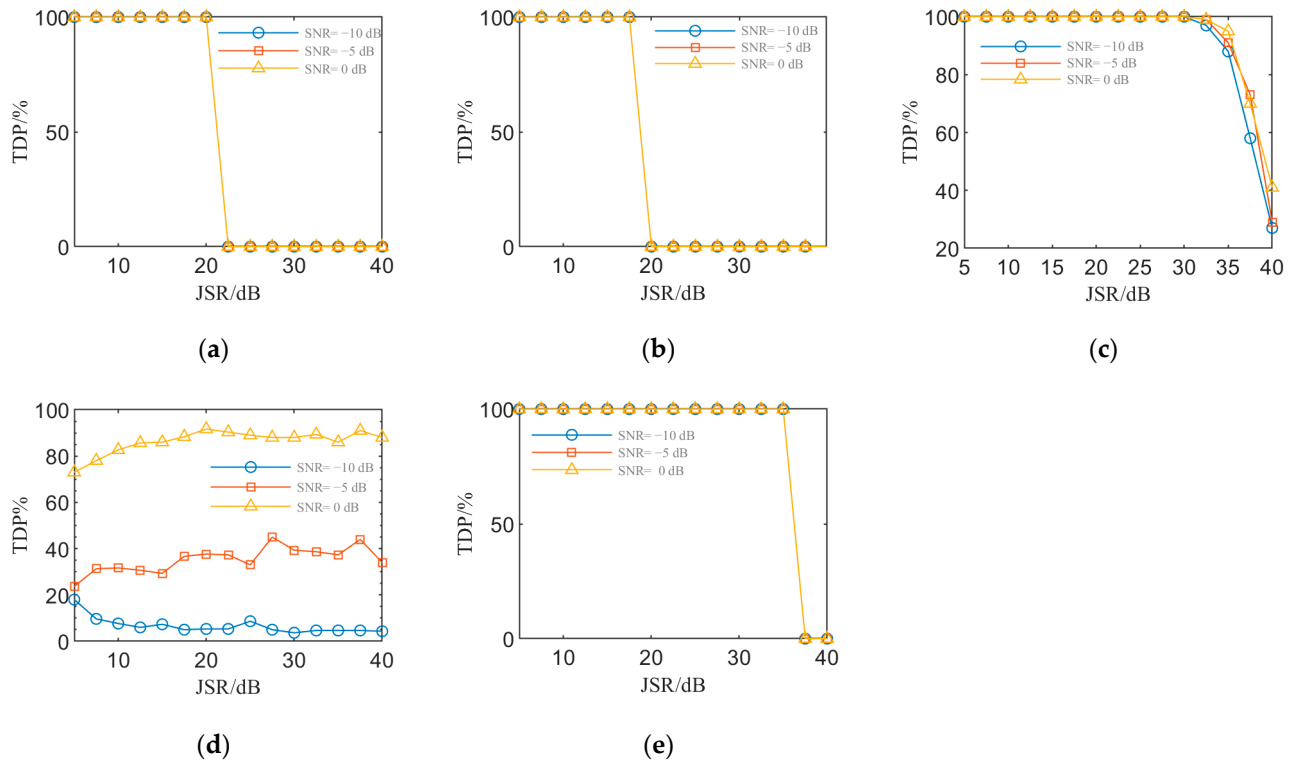 100
50
0
TDP/%
10
20
30
40
JSR/dB
SNR= −10 dB
SNR= −5 dB
SNR= 0 dB
(a)
100
50
0
TDP/%
10
20
30
JSR/dB
SNR= −10 dB
SNR= −5 dB
SNR= 0 dB
(b)
100
80
60
40
20
TDP/%
5
10
15
20
25
30
35
40
JSR/dB
SNR= −10 dB
SNR= −5 dB
SNR= 0 dB
(c)
100
80
60
40
20
0
TDP%
10
20
30
40
JSR/dB
SNR= −10 dB
SNR= −5 dB
SNR= 0 dB
(d)
100
50
0
TDP/%
10
20
30
40
JSR/dB
SNR= −10 dB
SNR= −5 dB
SNR= 0 dB
(e)